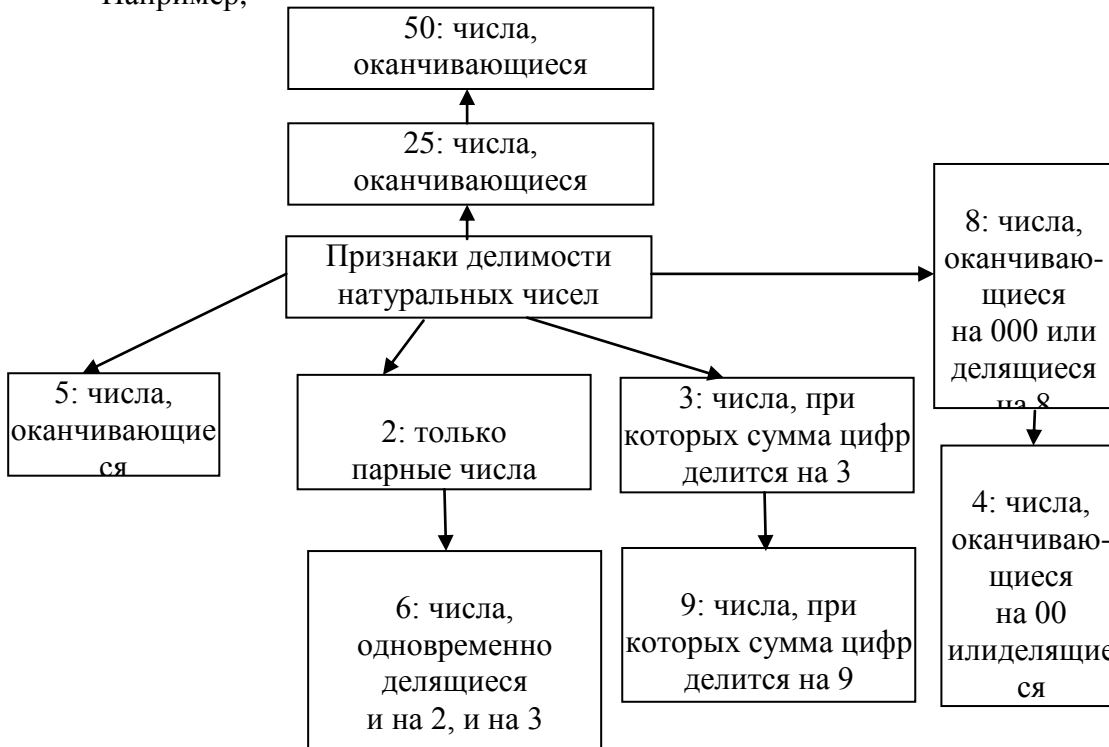 Например,
50: числа,
оканчивающиеся
25: числа,
оканчивающиеся
Признаки делимости
натуральных чисел
8: числа,
оканчиваю-
щиеся
на 000 или
делящиеся
на 8
5: числа,
оканчивающие
ся
2: только
парные числа
3: числа, при
которых сумма цифр
делится на 3
4: числа,
оканчиваю-
щиеся
на 00
илиделящие
ся
6: числа,
одновременно
делящиеся
и на 2, и на 3
9: числа, при
которых сумма цифр
делится на 9